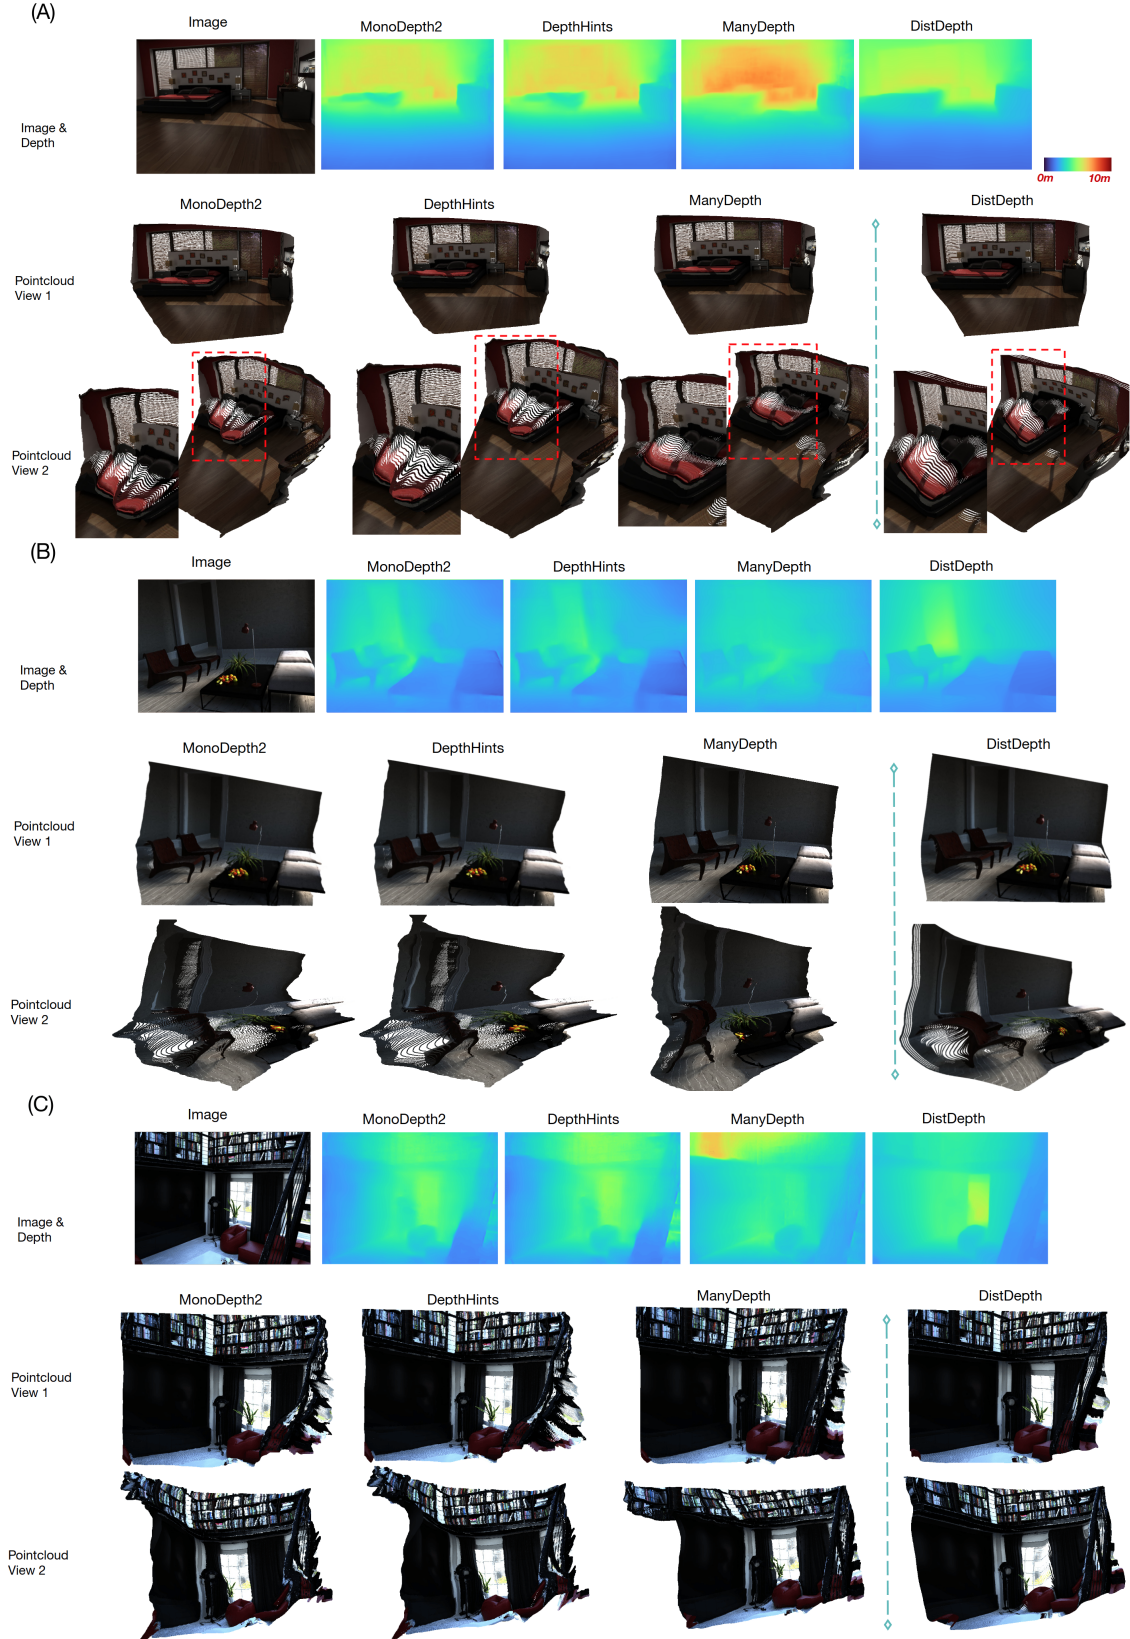 (A)
Image
MonoDepth2
DepthHints
ManyDepth
DistDepth
Image &
Depth
0m
10m
MonoDepth2
DepthHints
ManyDepth
DistDepth
Pointcloud
View 1
Pointcloud
View 2
(B)
Image
MonoDepth2
DepthHints
ManyDepth
DistDepth
Image &
Depth
MonoDepth2
DepthHints
ManyDepth
DistDepth
Pointcloud
View 1
Pointcloud
View 2
(C)
Image
MonoDepth2
DepthHints
ManyDepth
DistDepth
Image &
Depth
MonoDepth2
DepthHints
ManyDepth
DistDepth
Pointcloud
View 1
Pointcloud
View 2